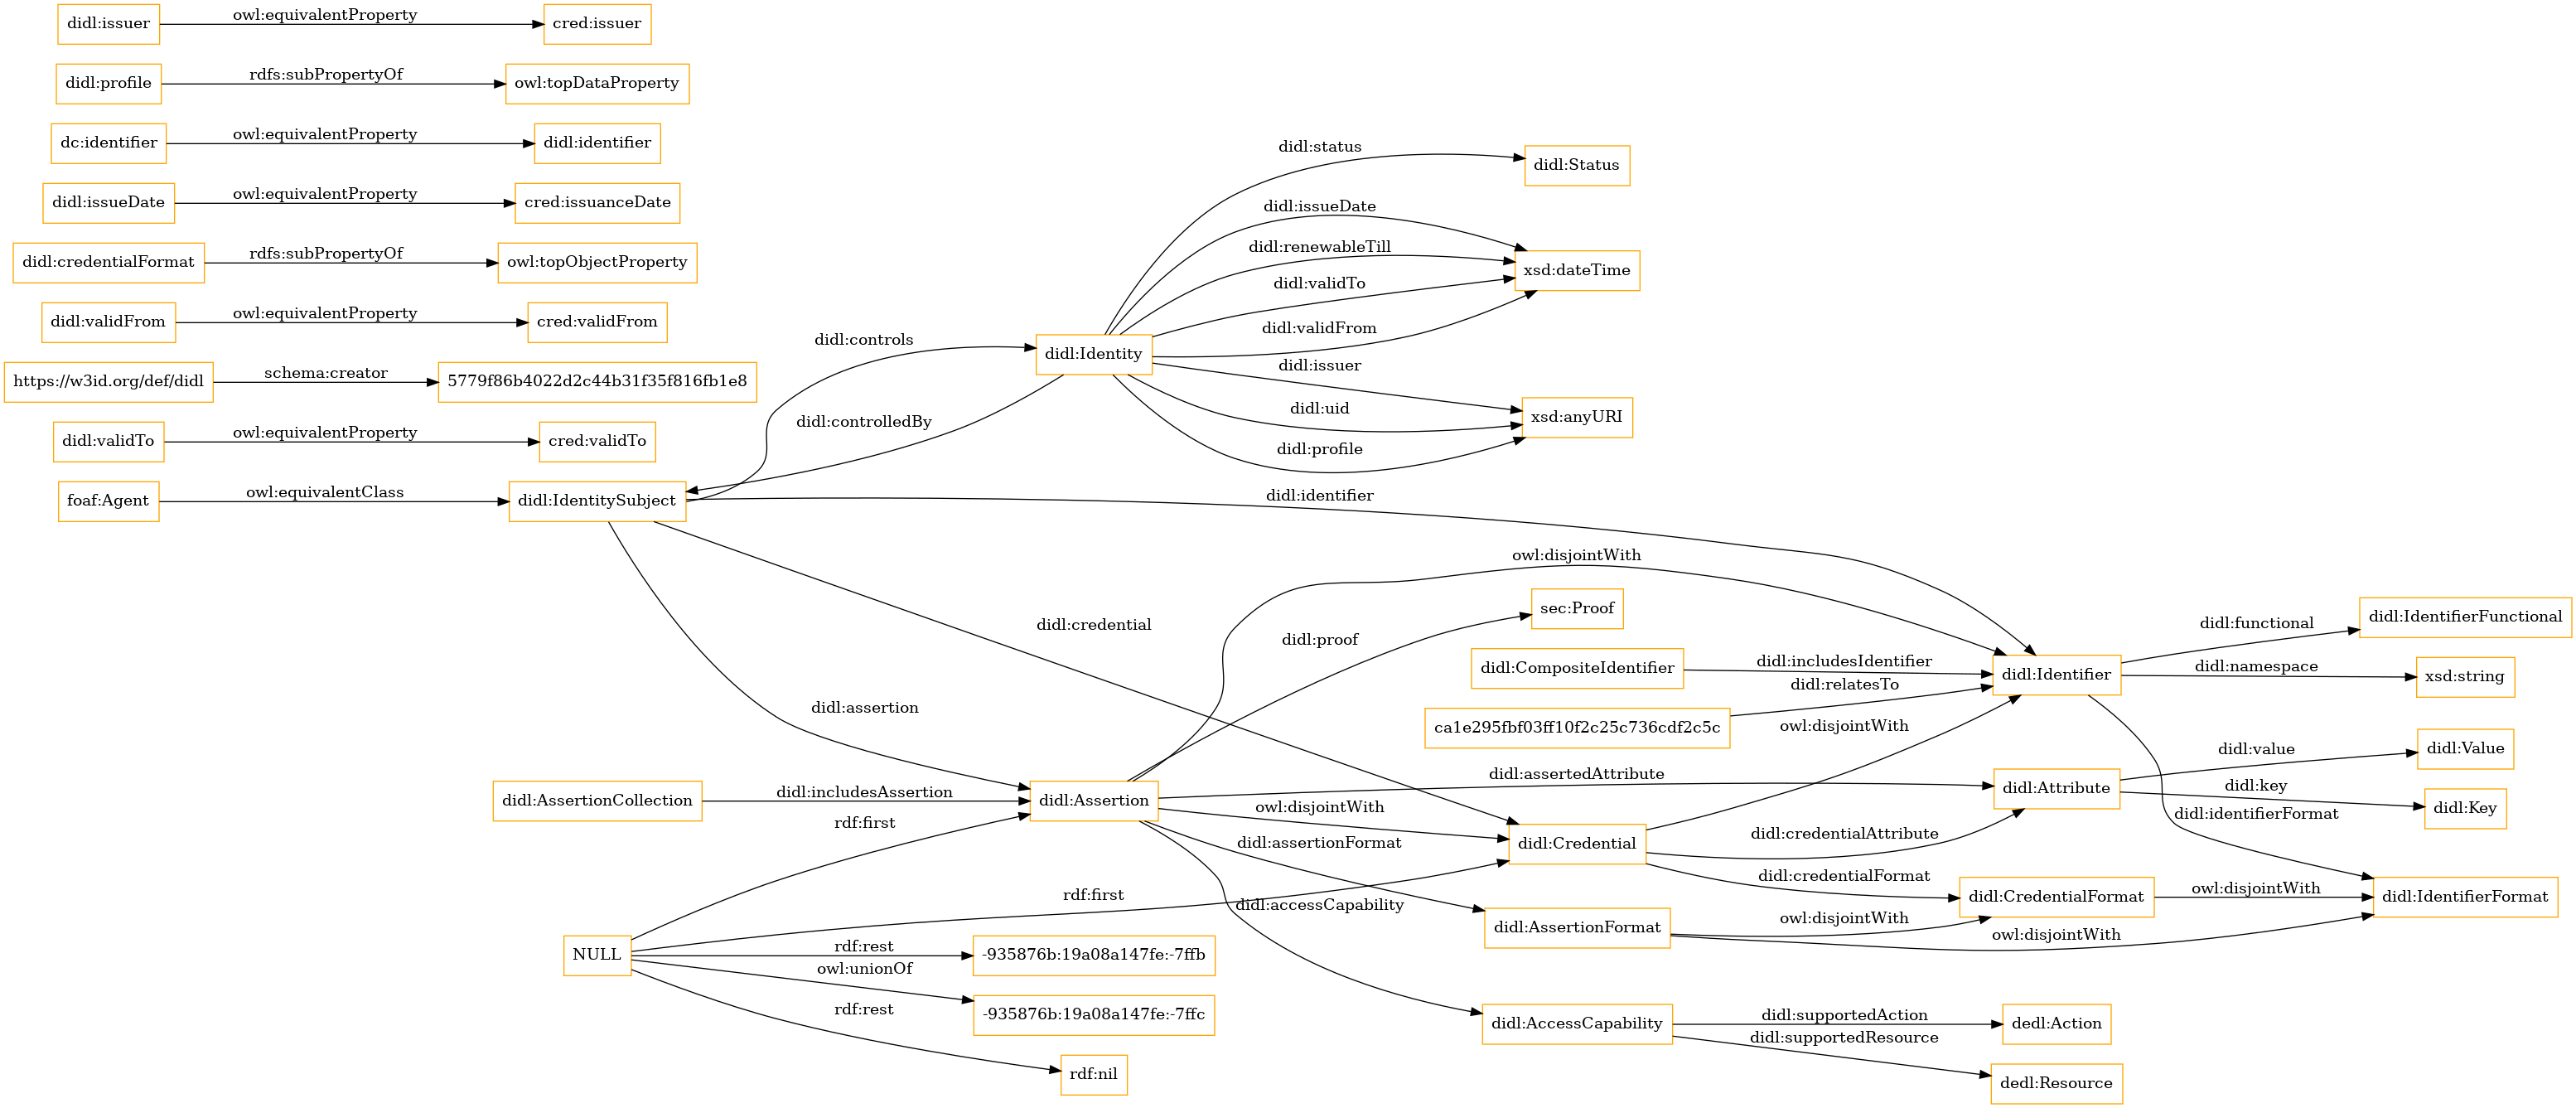 didl:issuer owl:equivalentProperty cred:issuer
didl:profile rdfs:subPropertyOf owl:topDataProperty
dc:identifier owl:equivalentProperty didl:identifier
didl:issueDate owl:equivalentProperty cred:issuanceDate
didl:credentialFormat rdfs:subPropertyOf owl:topObjectProperty
didl:validFrom owl:equivalentProperty cred:validFrom
https://w3id.org/def/didl schema:creator 5779f86b4022d2c44b31f35f816fb1e8
didl:validTo owl:equivalentProperty cred:validTo
foaf:Agent owl:equivalentClass didl:IdentitySubject
didl:controls
didl:controlledBy
didl:identifier
didl:credential
didl:assertion
didl:Identity
didl:status
didl:Status
didl:issueDate
didl:renewableTill
didl:validTo
didl:validFrom
xsd:dateTime
didl:issuer
didl:uid
didl:profile
xsd:anyURI
owl:disjointWith
didl:proof
sec:Proof
didl:CompositeIdentifier didl:includesIdentifier didl:Identifier
ca1e295fbf03ff10f2c25c736cdf2c5c didl:relatesTo
owl:disjointWith
didl:functional didl:IdentifierFunctional
didl:namespace xsd:string
didl:identifierFormat
didl:AssertionCollection didl:includesAssertion didl:Assertion
didl:assertedAttribute didl:Attribute
didl:value didl:Value
didl:key didl:Key
owl:disjointWith didl:Credential
didl:credentialAttribute
didl:credentialFormat didl:CredentialFormat
owl:disjointWith didl:IdentifierFormat
didl:assertionFormat didl:AssertionFormat
owl:disjointWith
owl:disjointWith
didl:accessCapability didl:AccessCapability
didl:supportedAction dedl:Action
didl:supportedResource dedl:Resource
NULL
rdf:first
rdf:first
rdf:rest -935876b:19a08a147fe:-7ffb
owl:unionOf -935876b:19a08a147fe:-7ffc
rdf:rest rdf:nil